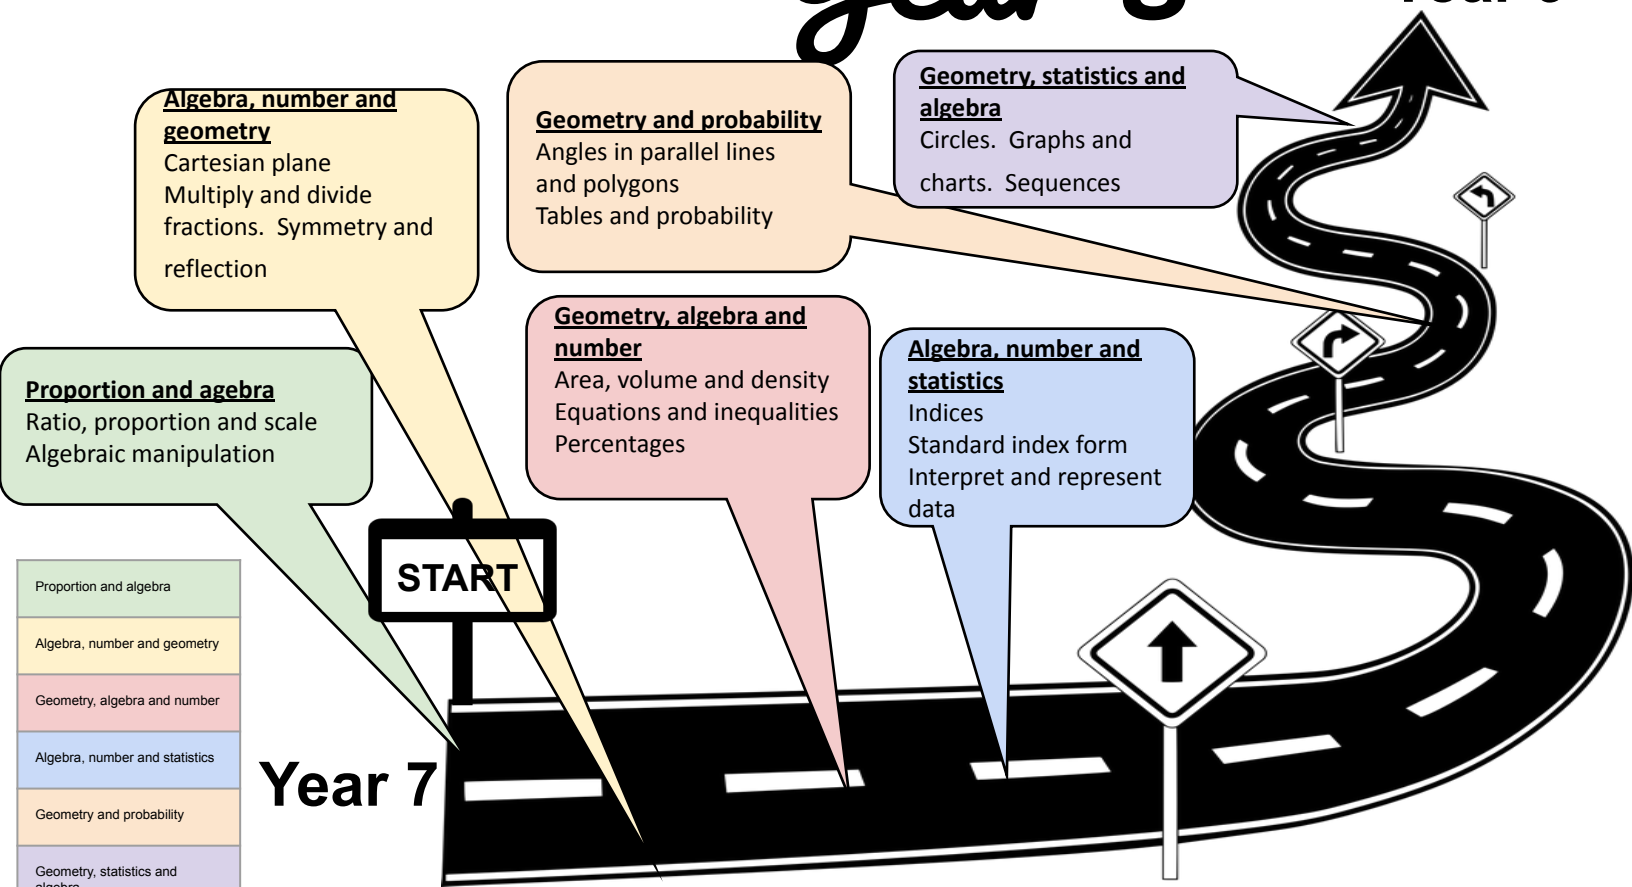 Algebra, number and
geometry
Cartesian plane
Multiply and divide
fractions.  Symmetry and
reflection
Geometry and probability
Angles in parallel lines
and polygons
Tables and probability
Geometry, statistics and
algebra
Circles.  Graphs and
charts.  Sequences
Proportion and agebra
Ratio, proportion and scale
Algebraic manipulation
Geometry, algebra and
number
Area, volume and density
Equations and inequalities
Percentages
Algebra, number and
statistics
Indices
Standard index form
Interpret and represent
data
START
Proportion and algebra
Algebra, number and geometry
Geometry, algebra and number
Algebra, number and statistics
Geometry and probability
Geometry, statistics and
algebra
Year 7